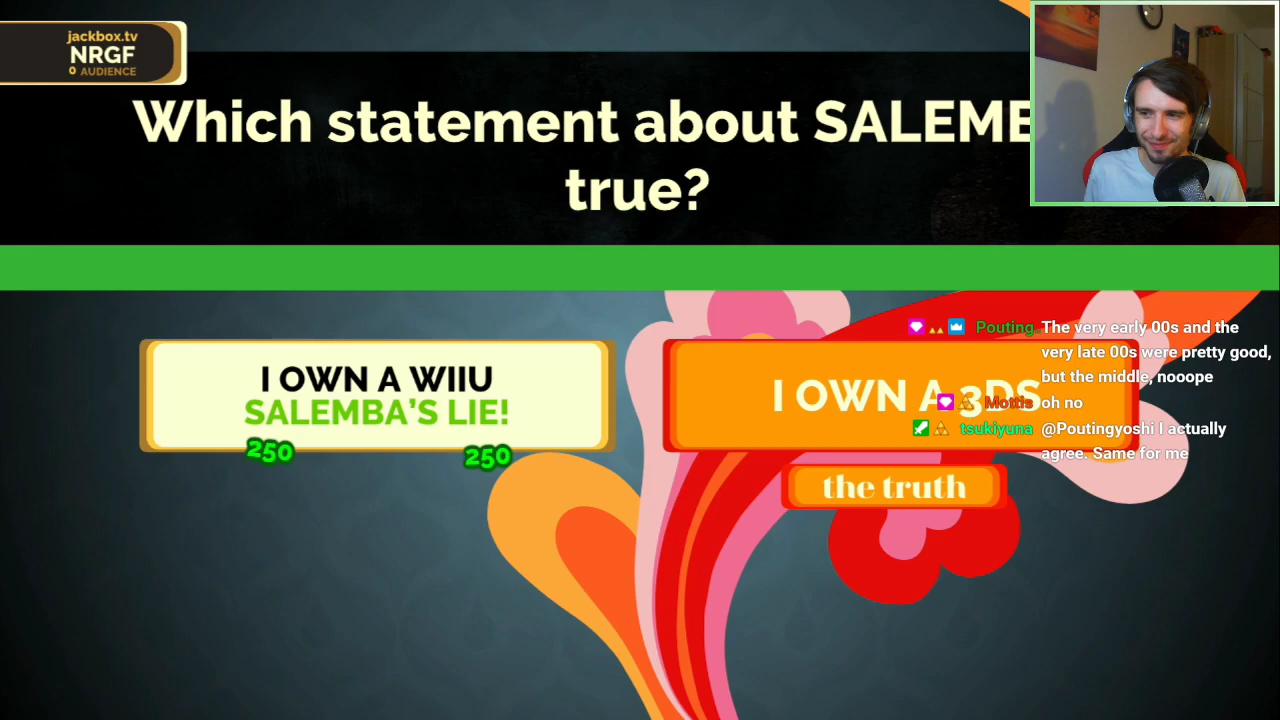 jackbox.tv
NRGF
0 AUDIENCE
Which statement about SALEMB
true?
I OWN A WIIU
SALEMBA'S LIE!
250
250
I OWN A 3DS
the truth
Pouting The very early 00s and the
very late 00s were pretty good,
but the middle, nooope
Mottis oh no
tsukiyuna @Poutingyoshi I actually
agree. Same for me